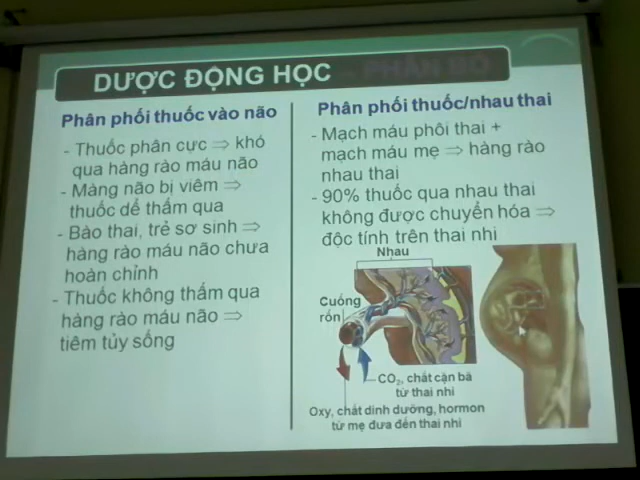 DƯỢC ĐỘNG HỌC - PHÂN BỐ
Phân phối thuốc vào não
- Thuốc phân cực ⇒ khó
qua hàng rào máu não
- Màng não bị viêm ⇒
thuốc dể thấm qua
- Bào thai, trẻ sơ sinh ⇒
hàng rào máu não chưa
hoàn chỉnh
- Thuốc không thấm qua
hàng rào máu não ⇒
tiêm tủy sống
Phân phối thuốc/nhau thai
- Mạch máu phôi thai +
mạch máu mẹ ⇒ hàng rào
nhau thai
- 90% thuốc qua nhau thai
không được chuyển hóa ⇒
độc tính trên thai nhi
Nhau
Cuống
rốn
CO2, chất cặn bã
từ thai nhi
Oxy, chất dinh dưỡng, hormon
từ mẹ đưa đến thai nhi